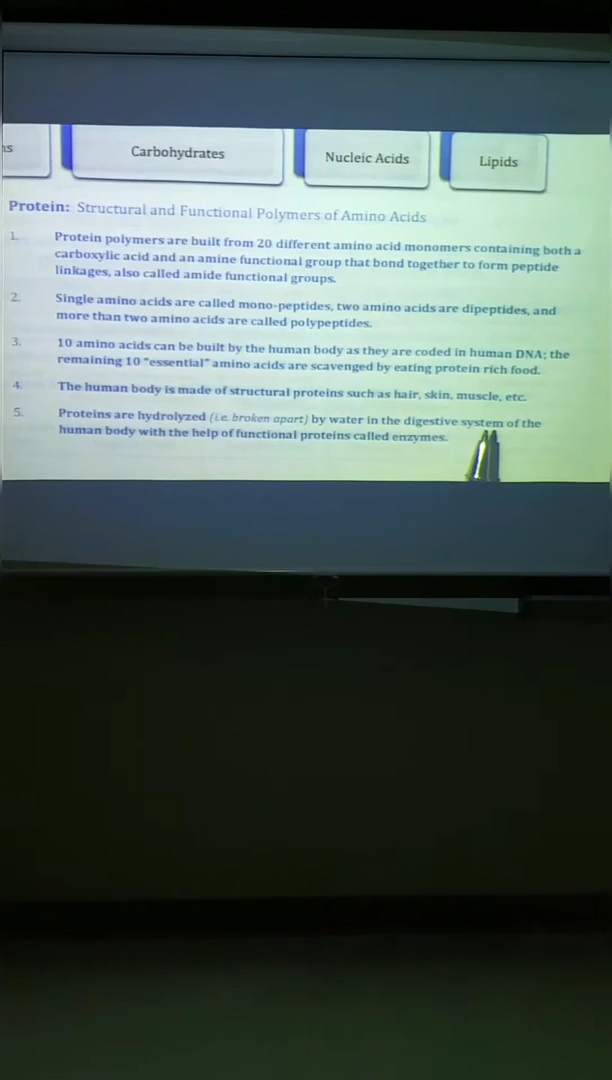 ns
Carbohydrates
Nucleic Acids
Lipids
Protein: Structural and Functional Polymers of Amino Acids
1. Protein polymers are built from 20 different amino acid monomers containing both a
carboxylic acid and an amine functional group that bond together to form peptide
linkages, also called amide functional groups.
2. Single amino acids are called mono-peptides, two amino acids are dipeptides, and
more than two amino acids are called polypeptides.
3. 10 amino acids can be built by the human body as they are coded in human DNA; the
remaining 10 "essential" amino acids are scavenged by eating protein rich food.
4. The human body is made of structural proteins such as hair, skin, muscle, etc.
5. Proteins are hydrolyzed (i.e. broken apart) by water in the digestive system of the
human body with the help of functional proteins called enzymes.